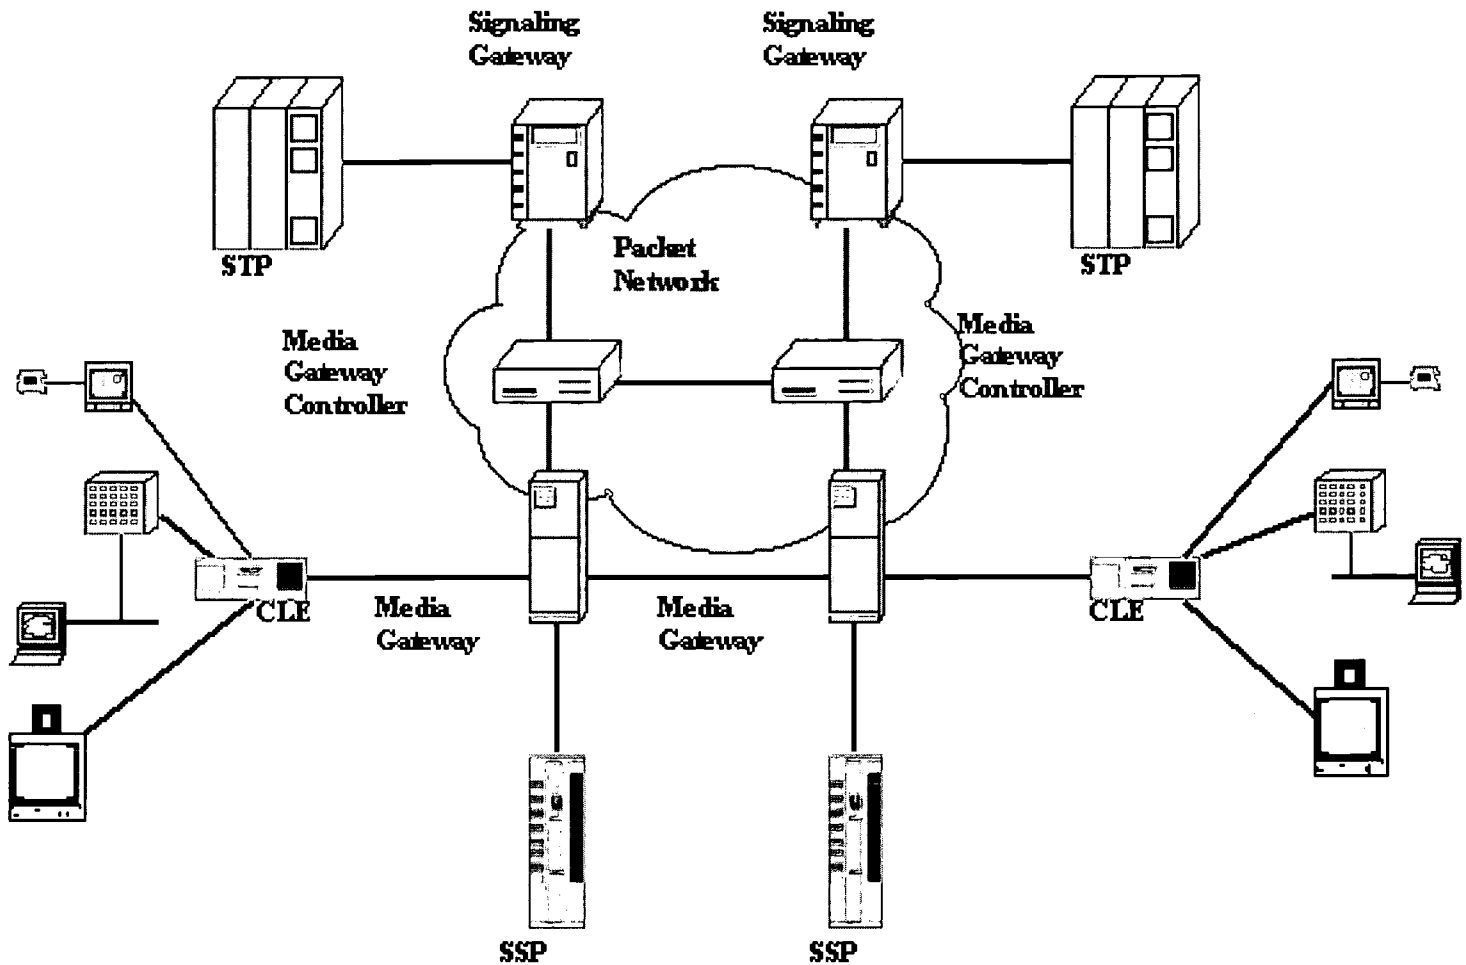 Signaling
Gateway
Signaling
Gateway
STP
Packet
Network
STP
Media
Gateway
Controller
Media
Gateway
Controller
CLE
Media
Gateway
Media
Gateway
CLE
SSP
SSP